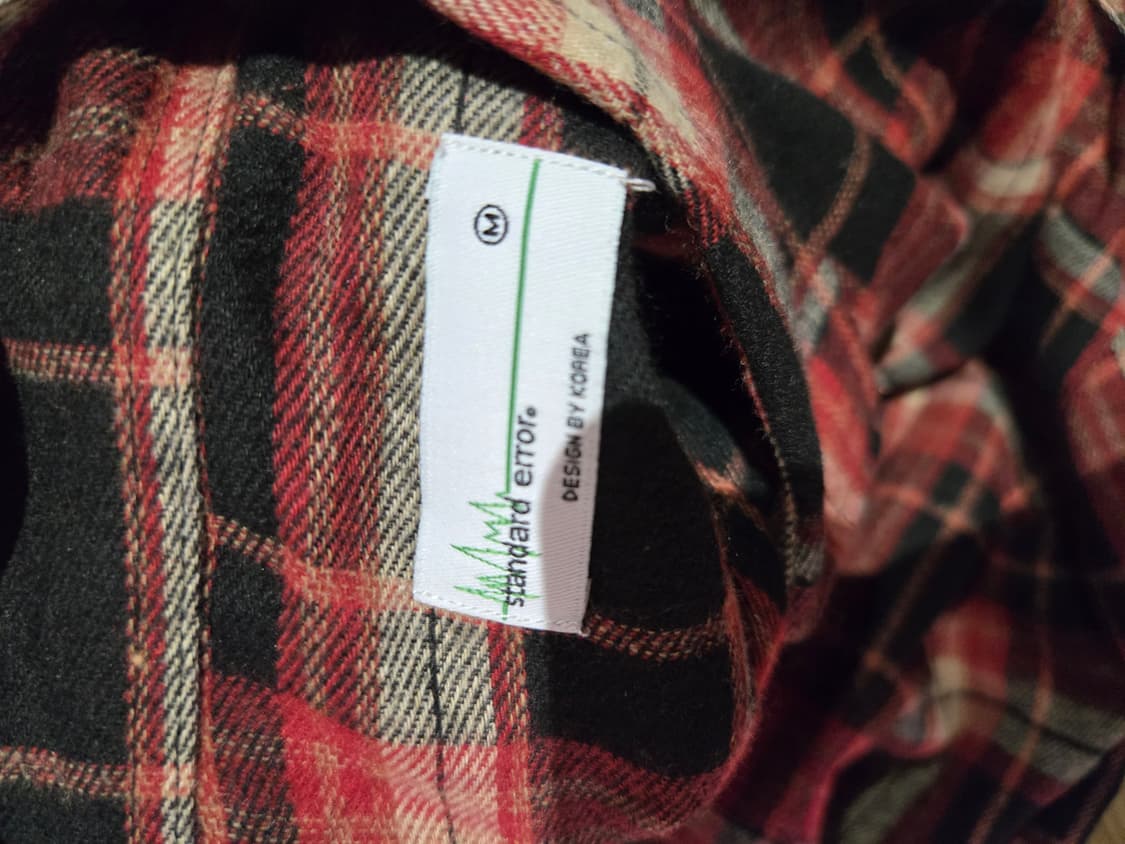 standard error.
DESIGN BY KOREA
M